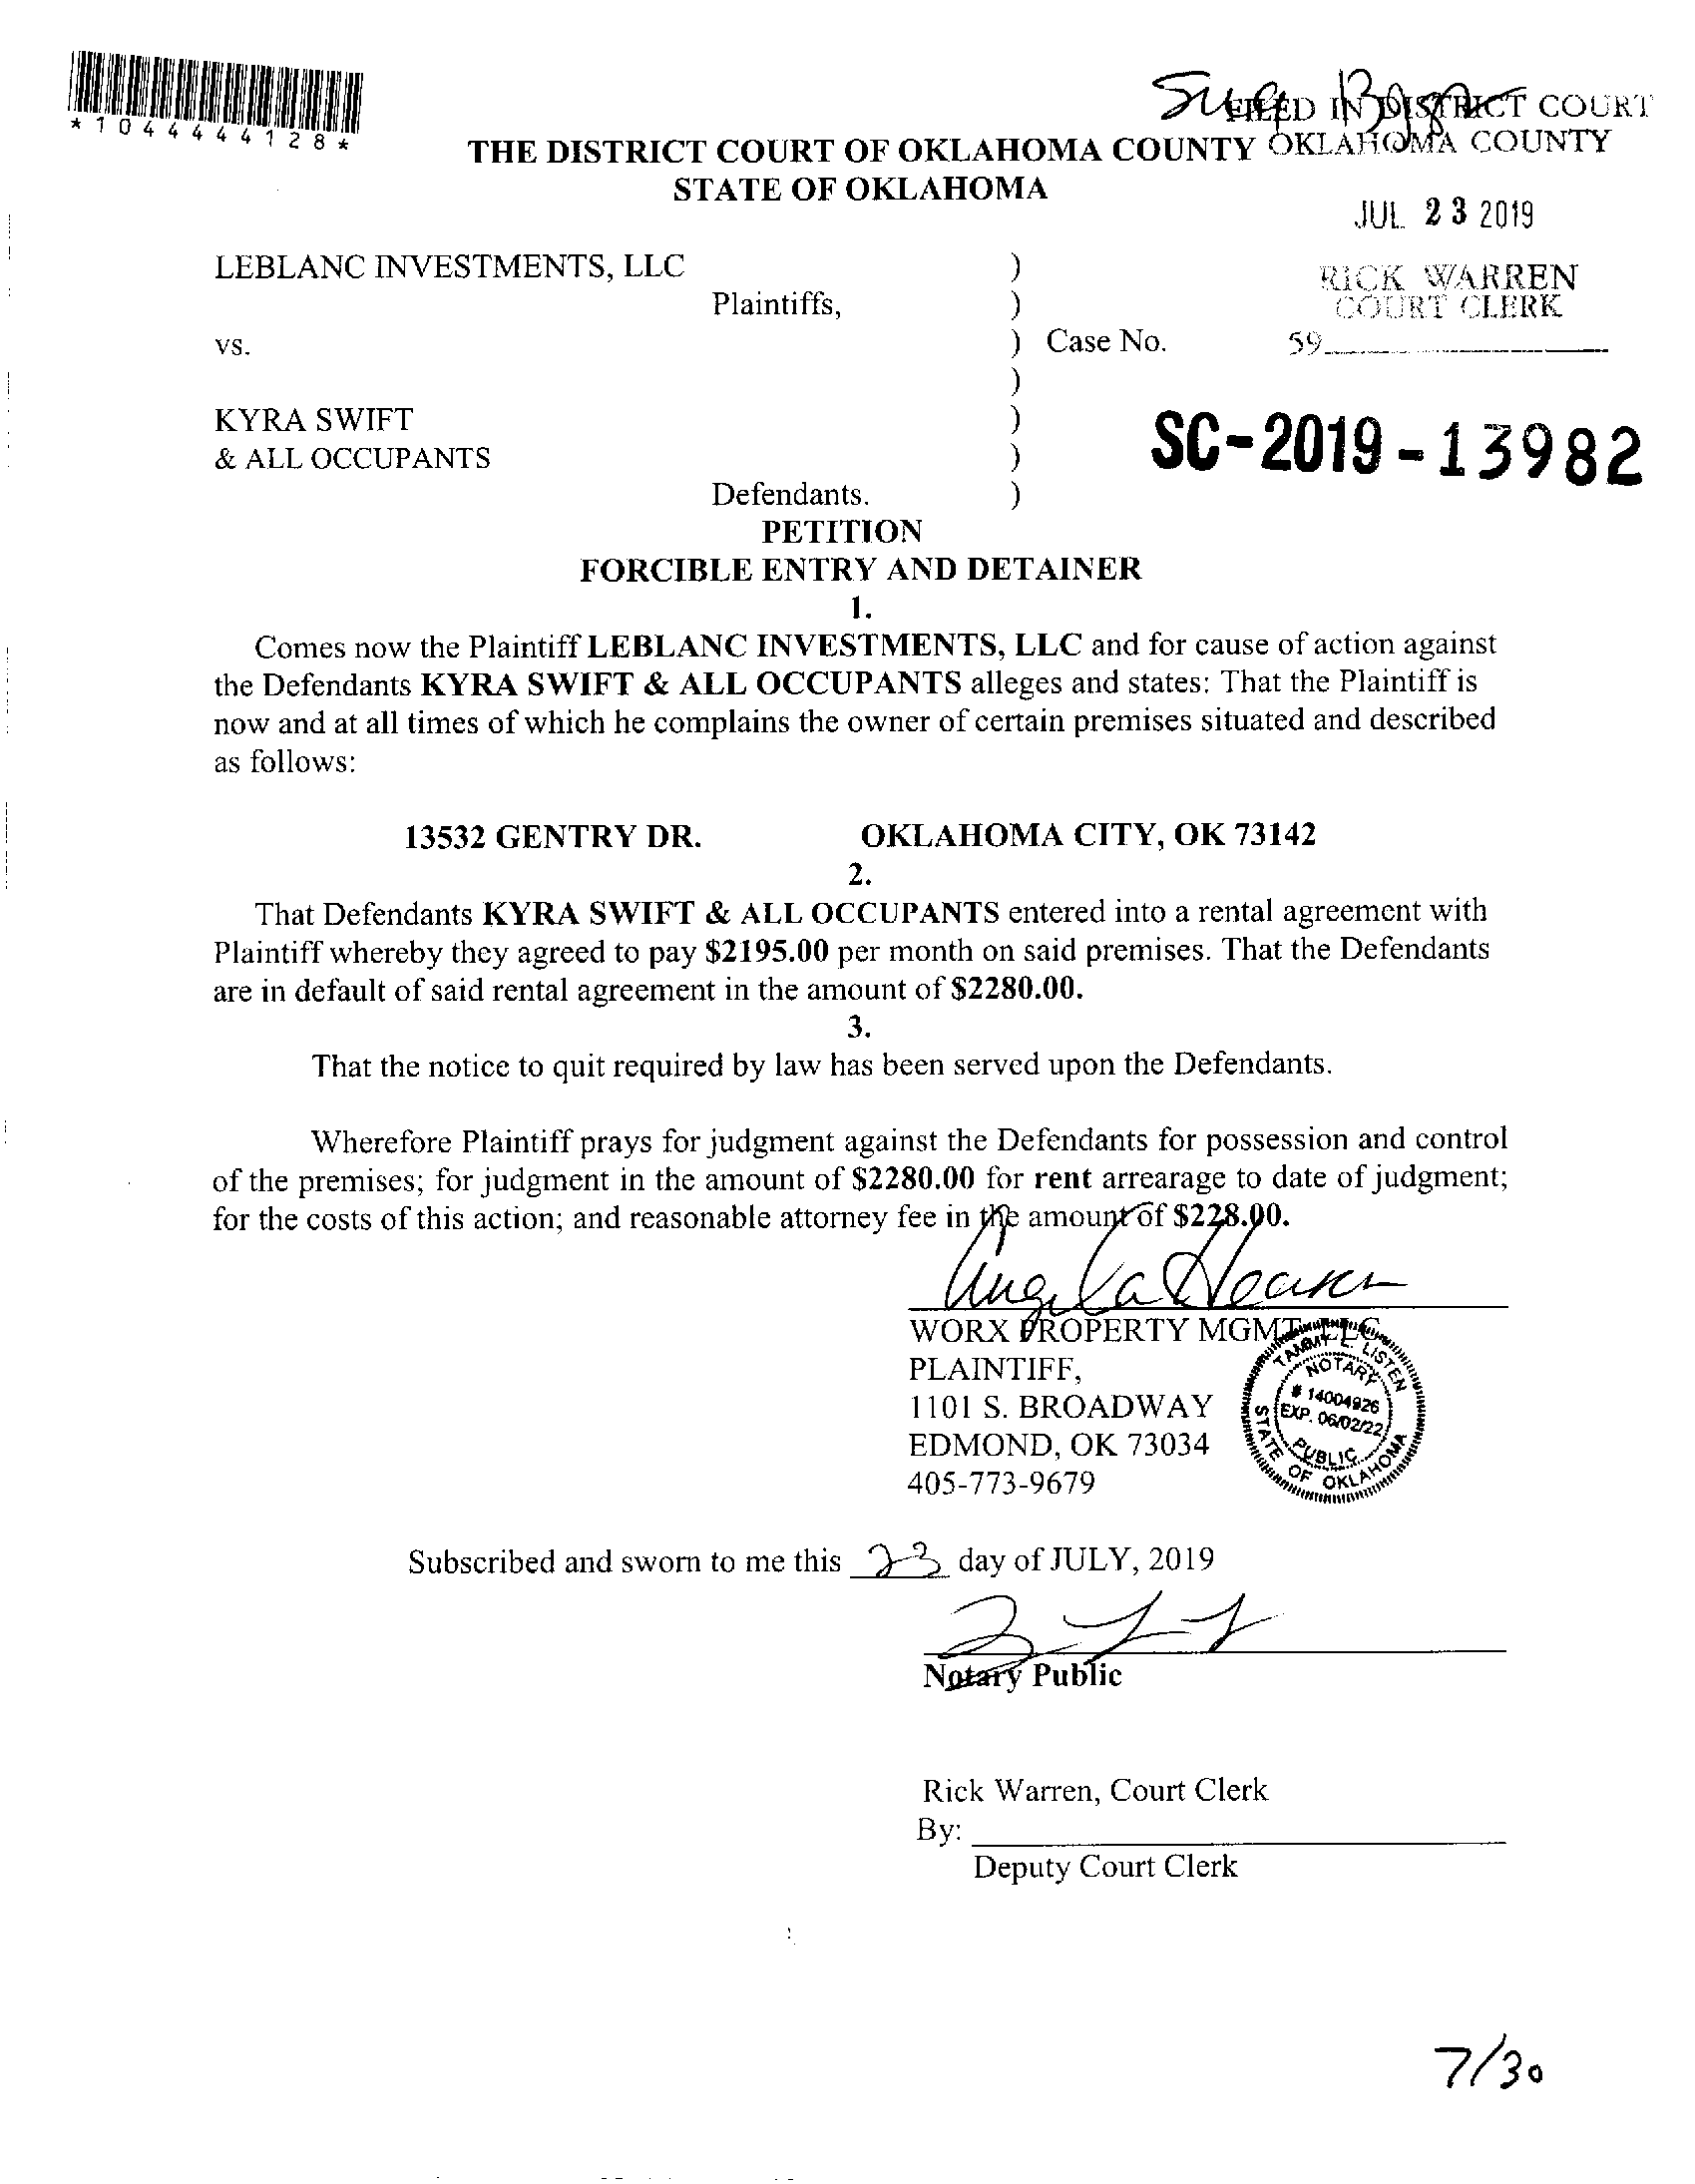 *1044444128*
FILED IN DISTRICT COURT
OKLAHOMA COUNTY
THE DISTRICT COURT OF OKLAHOMA COUNTY
STATE OF OKLAHOMA
JUL 23 2019
RICK WARREN
COURT CLERK
59
LEBLANC INVESTMENTS, LLC )
Plaintiffs, )
vs. ) Case No.
)
KYRA SWIFT )
& ALL OCCUPANTS )
SC-2019-13982
Defendants. )
PETITION
FORCIBLE ENTRY AND DETAINER
1.
Comes now the Plaintiff LEBLANC INVESTMENTS, LLC and for cause of action against
the Defendants KYRA SWIFT & ALL OCCUPANTS alleges and states: That the Plaintiff is
now and at all times of which he complains the owner of certain premises situated and described
as follows:
13532 GENTRY DR. OKLAHOMA CITY, OK 73142
2.
That Defendants KYRA SWIFT & ALL OCCUPANTS entered into a rental agreement with
Plaintiff whereby they agreed to pay $2195.00 per month on said premises. That the Defendants
are in default of said rental agreement in the amount of $2280.00.
3.
That the notice to quit required by law has been served upon the Defendants.
Wherefore Plaintiff prays for judgment against the Defendants for possession and control
of the premises; for judgment in the amount of $2280.00 for rent arrearage to date of judgment;
for the costs of this action; and reasonable attorney fee in the amount of $228.00.
Angela
WORX PROPERTY MGMT LLC
PLAINTIFF,
1101 S. BROADWAY
EDMOND, OK 73034
405-773-9679
TAMMY L. LISTEN
NOTARY
# 14004926
EXP. 06/02/22
PUBLIC
STATE OF OKLAHOMA
Subscribed and sworn to me this 23 day of JULY, 2019
Notary Public
Rick Warren, Court Clerk
By:
Deputy Court Clerk
7/30